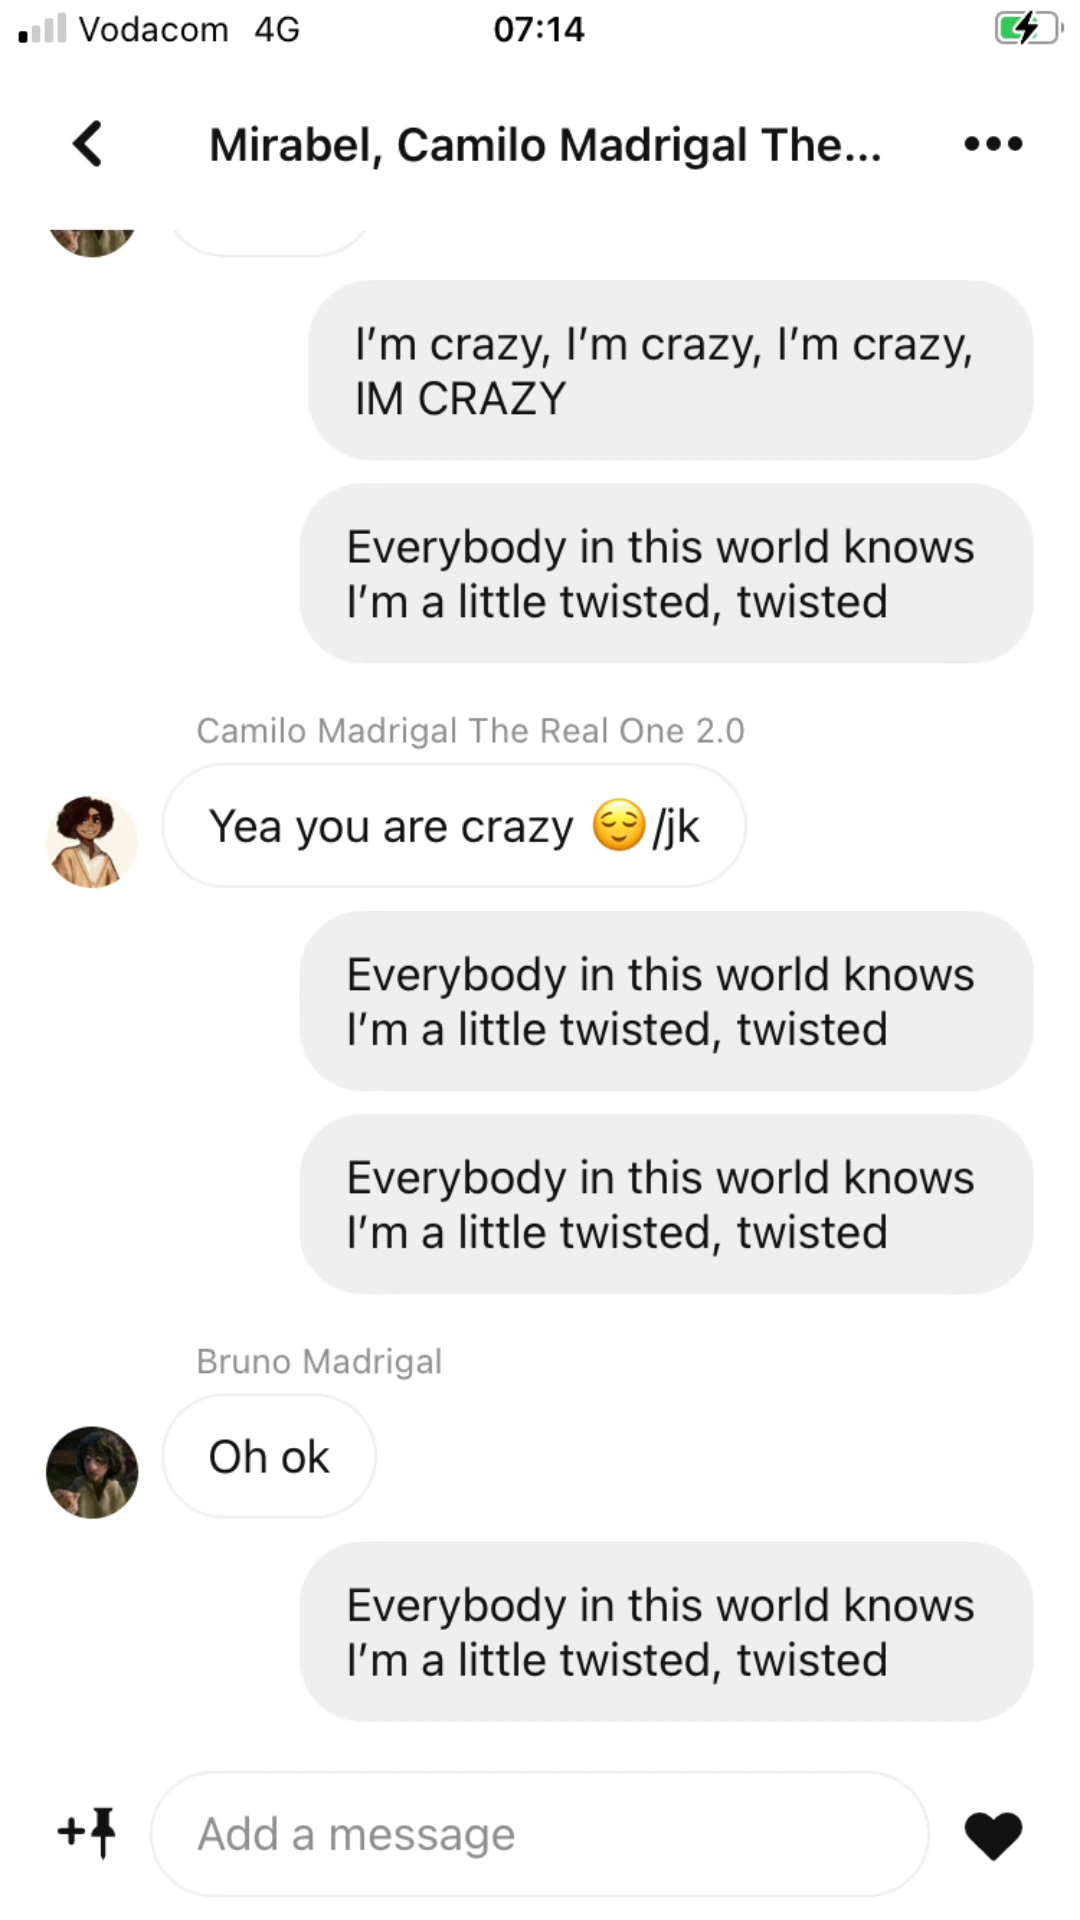 Vodacom 4G 07:14
Mirabel, Camilo Madrigal The...
I’m crazy, I’m crazy, I’m crazy,
IM CRAZY
Everybody in this world knows
I’m a little twisted, twisted
Camilo Madrigal The Real One 2.0
Yea you are crazy 😌/jk
Everybody in this world knows
I’m a little twisted, twisted
Everybody in this world knows
I’m a little twisted, twisted
Bruno Madrigal
Oh ok
Everybody in this world knows
I’m a little twisted, twisted
Add a message